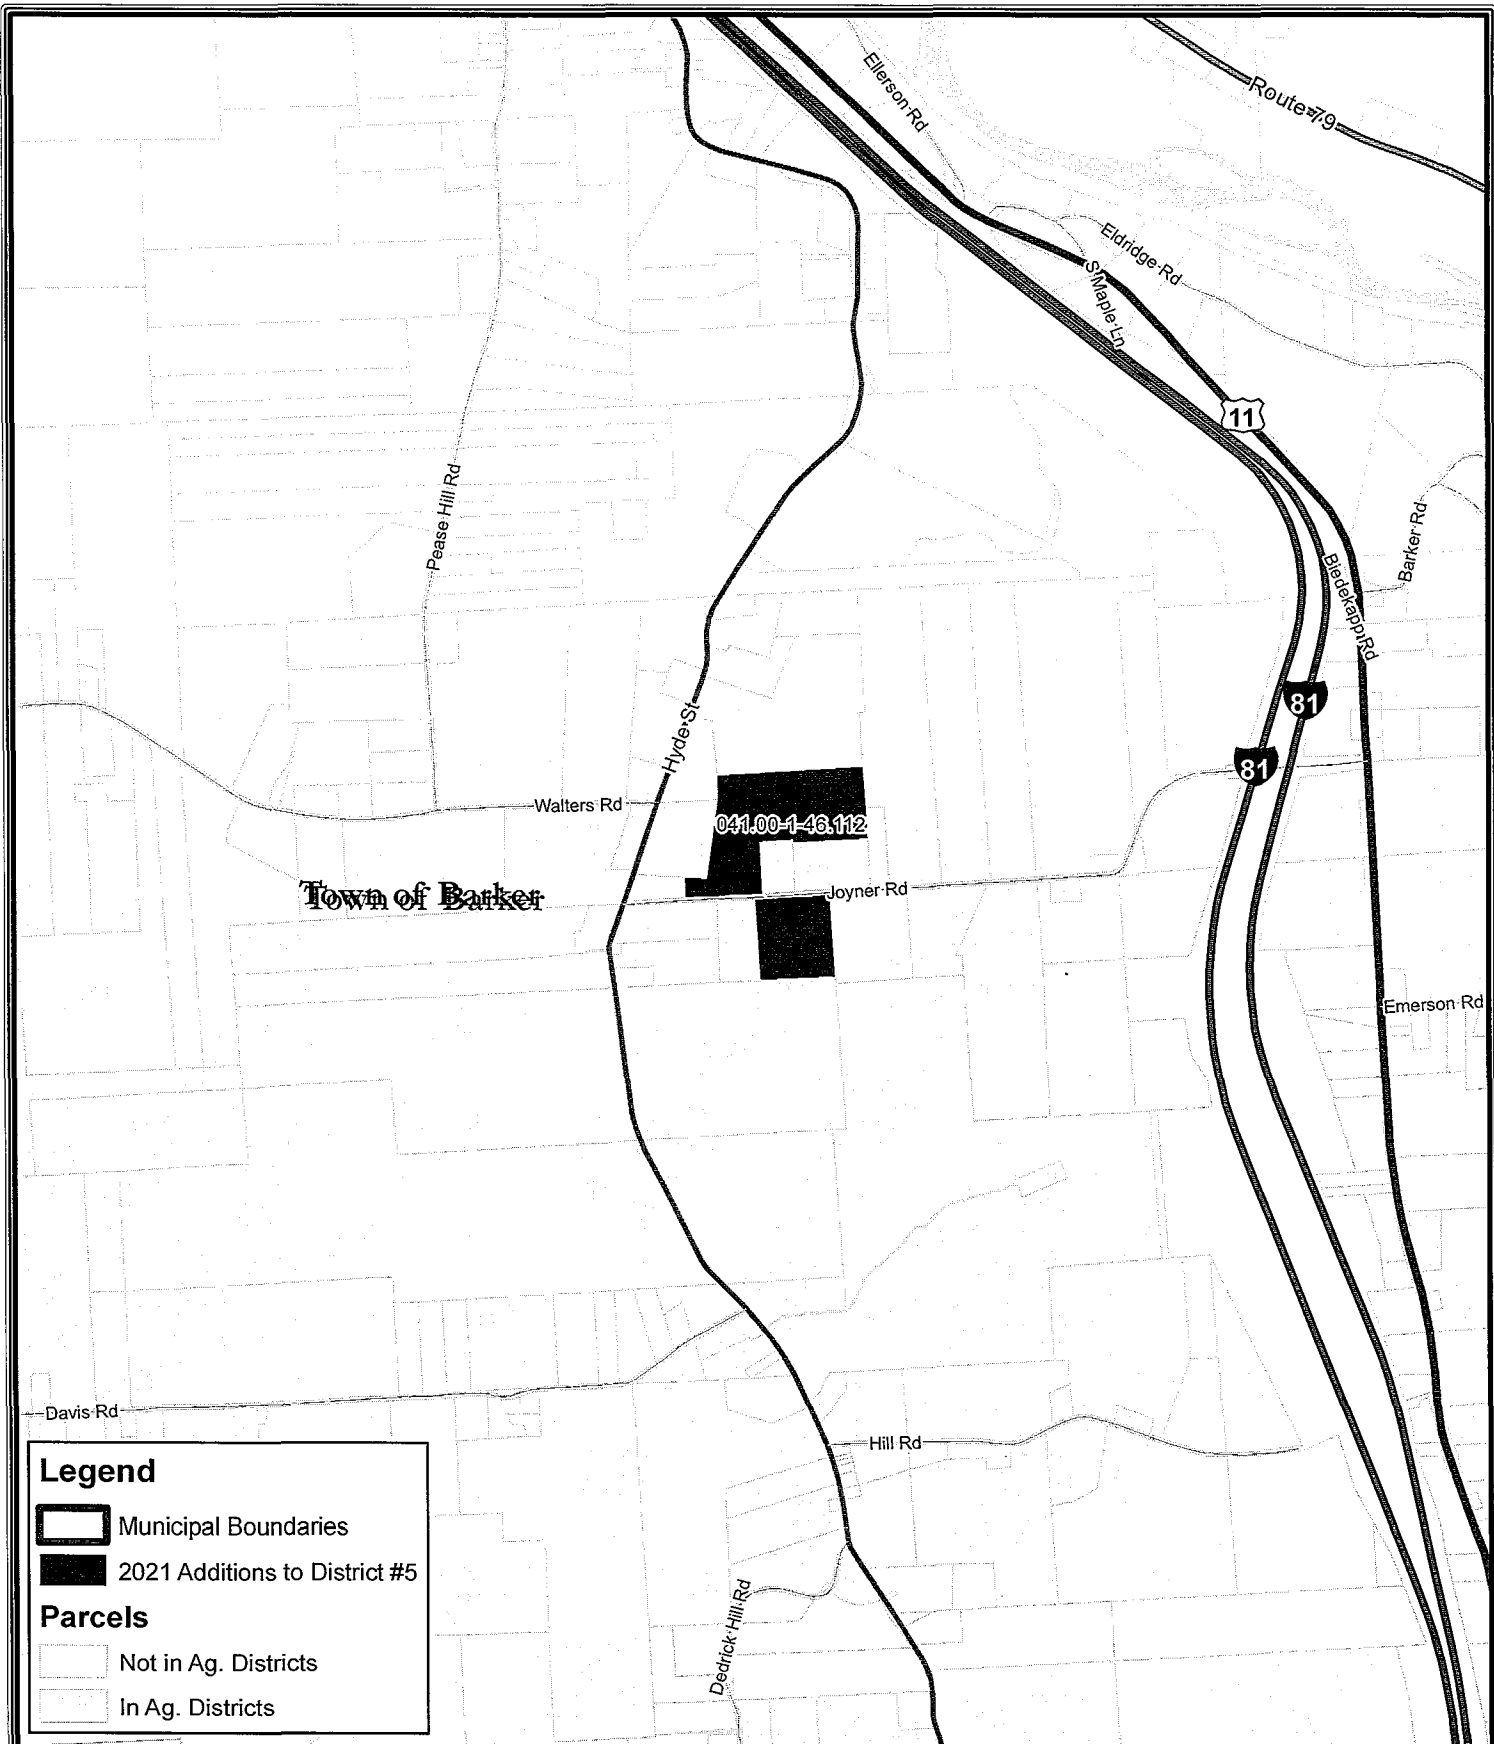 Ellerson Rd
Route 79
Eldridge Rd
S Maple Ln
11
Pease Hill Rd
Barker Rd
Biedekapp Rd
81
Hyde St
81
Walters Rd
041.00-1-46.112
Town of Barker
Joyner Rd
Emerson Rd
Davis Rd
Hill Rd
Dedrick Hill Rd
Legend
Municipal Boundaries
2021 Additions to District #5
Parcels
Not in Ag. Districts
In Ag. Districts